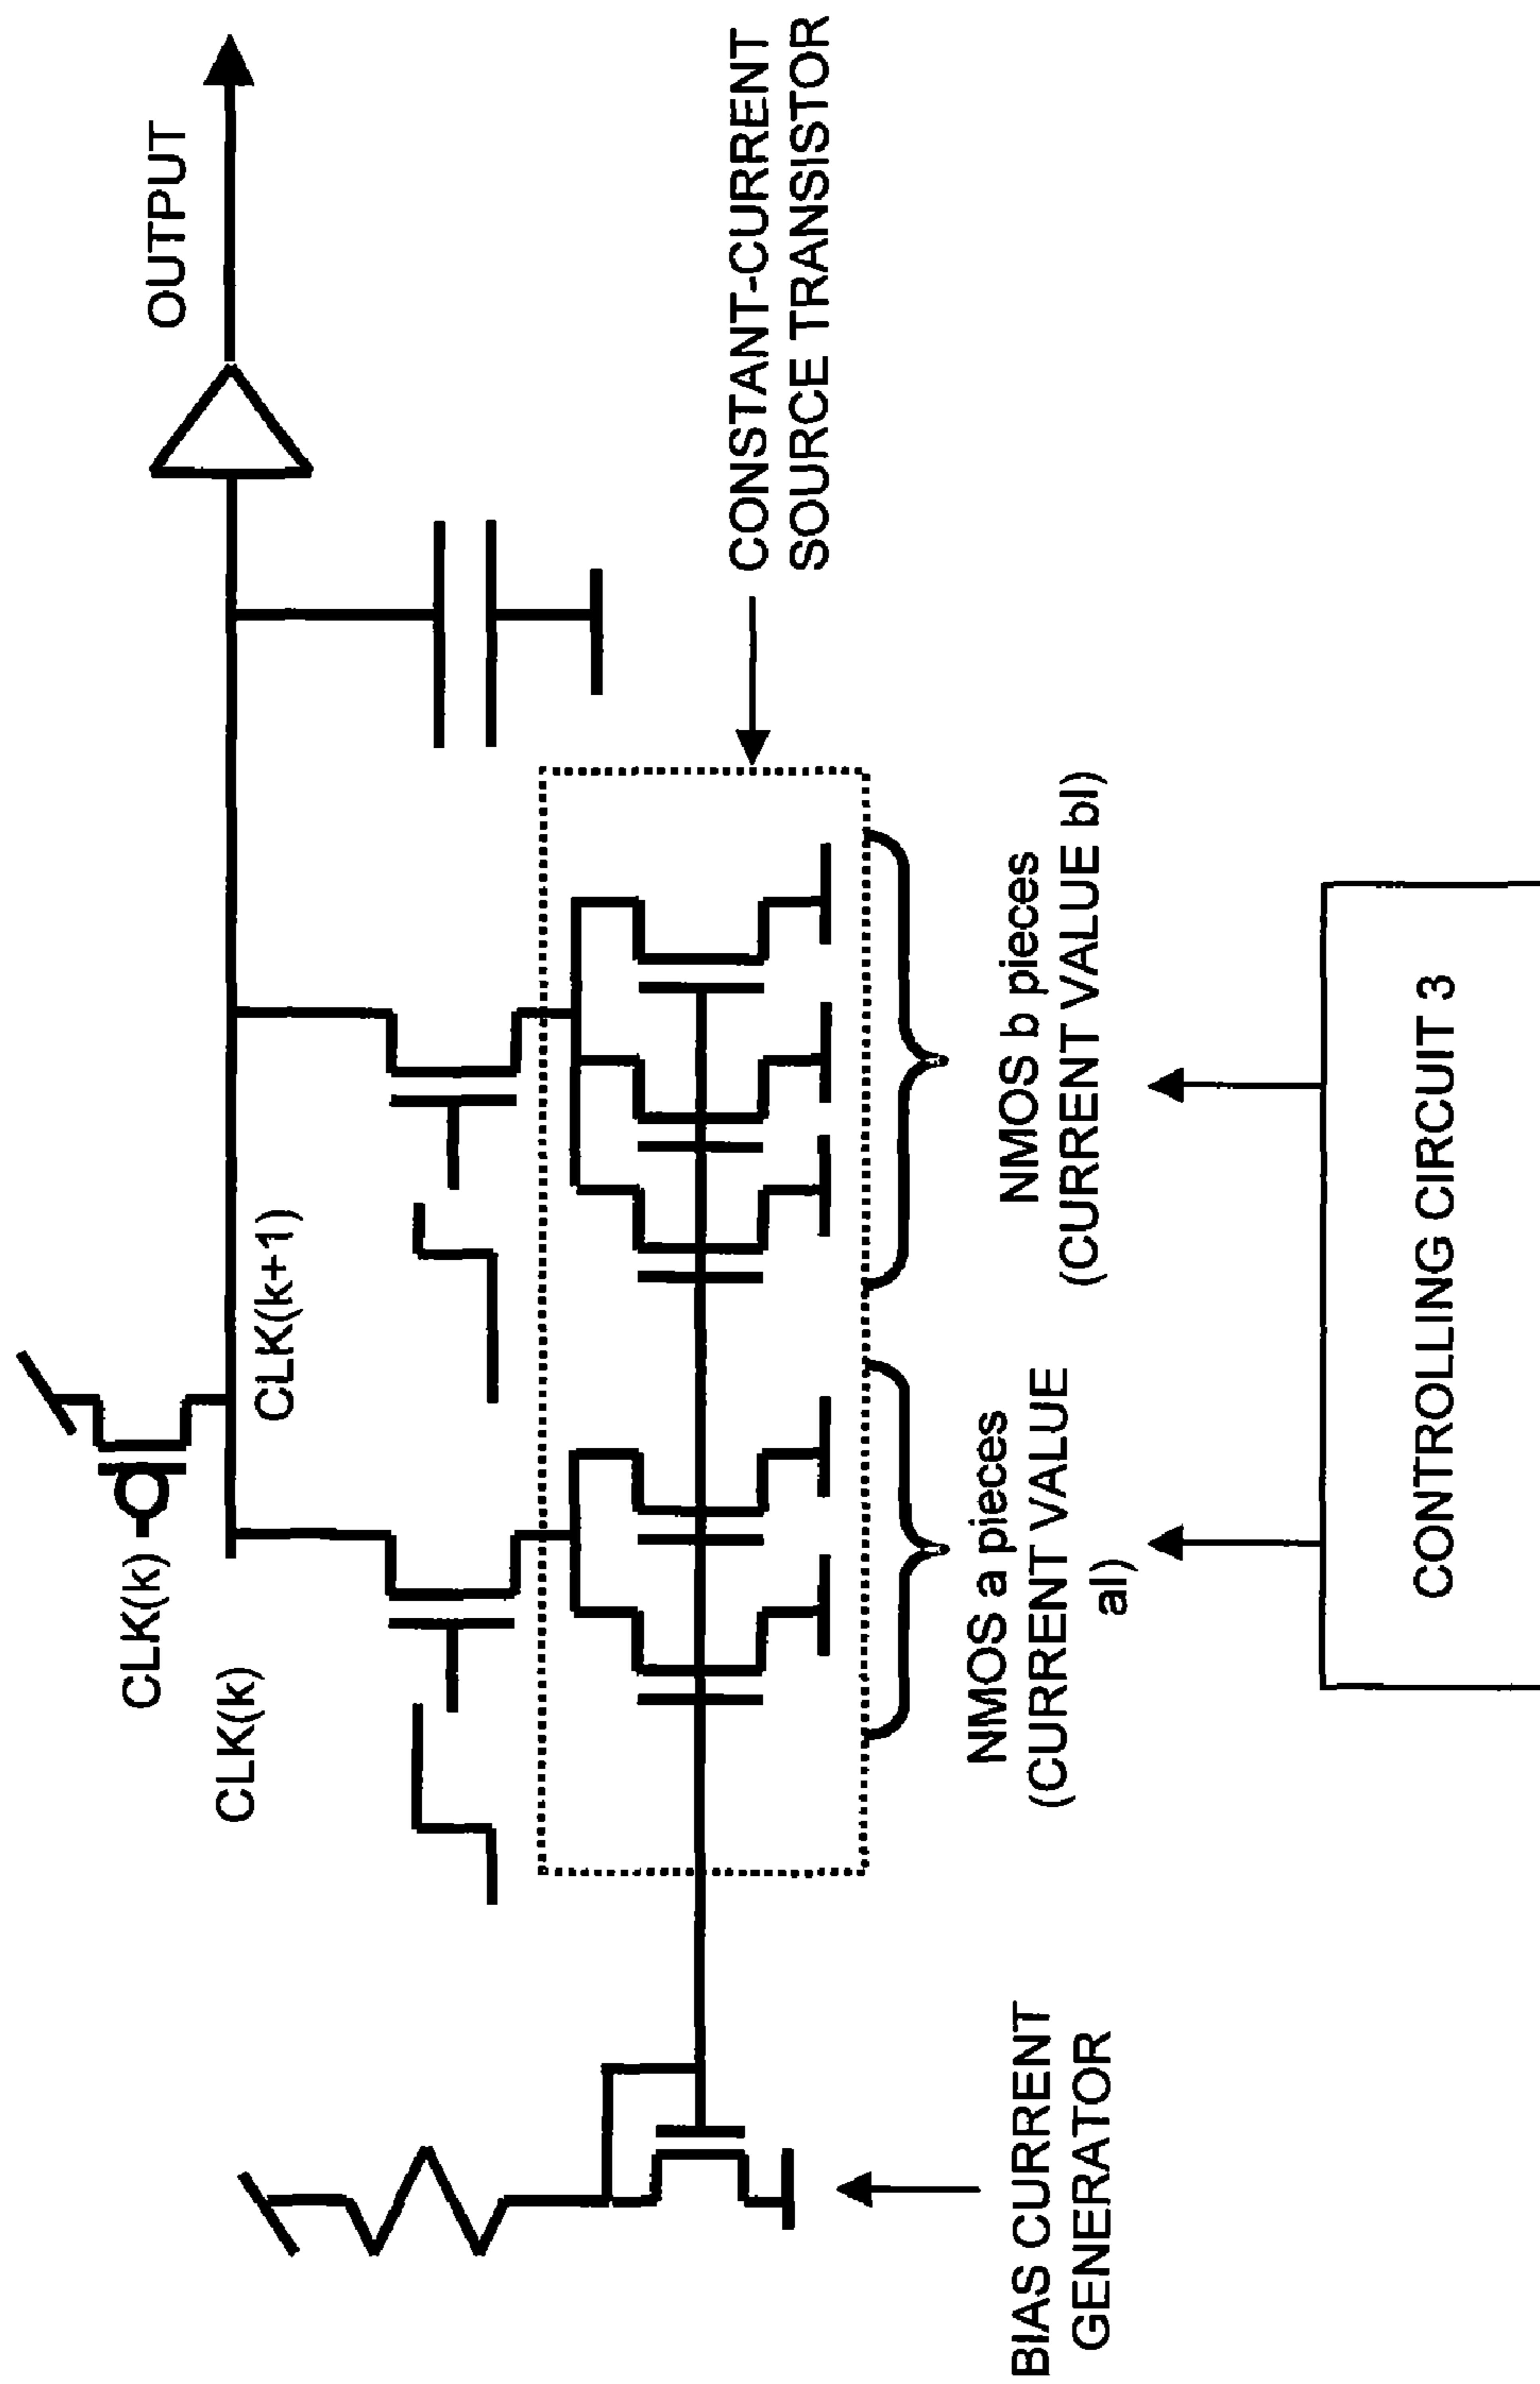 CLK(k)
OUTPUT
CLK(k)
CLK(k+1)
CONSTANT-CURRENT
SOURCE TRANSISTOR
BIAS CURRENT
GENERATOR
NMOS a pieces
(CURRENT VALUE
aI)
NMOS b pieces
(CURRENT VALUE bI)
CONTROLLING CIRCUIT 3